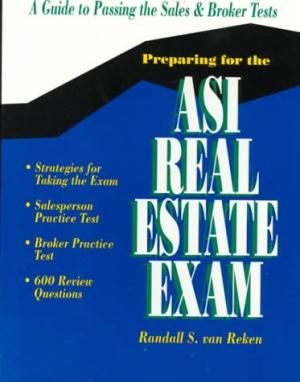 A Guide to Passing the Sales & Broker Tests
Preparing for the
ASI
REAL
ESTATE
EXAM
• Strategies for
Taking the Exam
• Salesperson
Practice Test
• Broker Practice
Test
• 600 Review
Questions
Randall S. van Reken